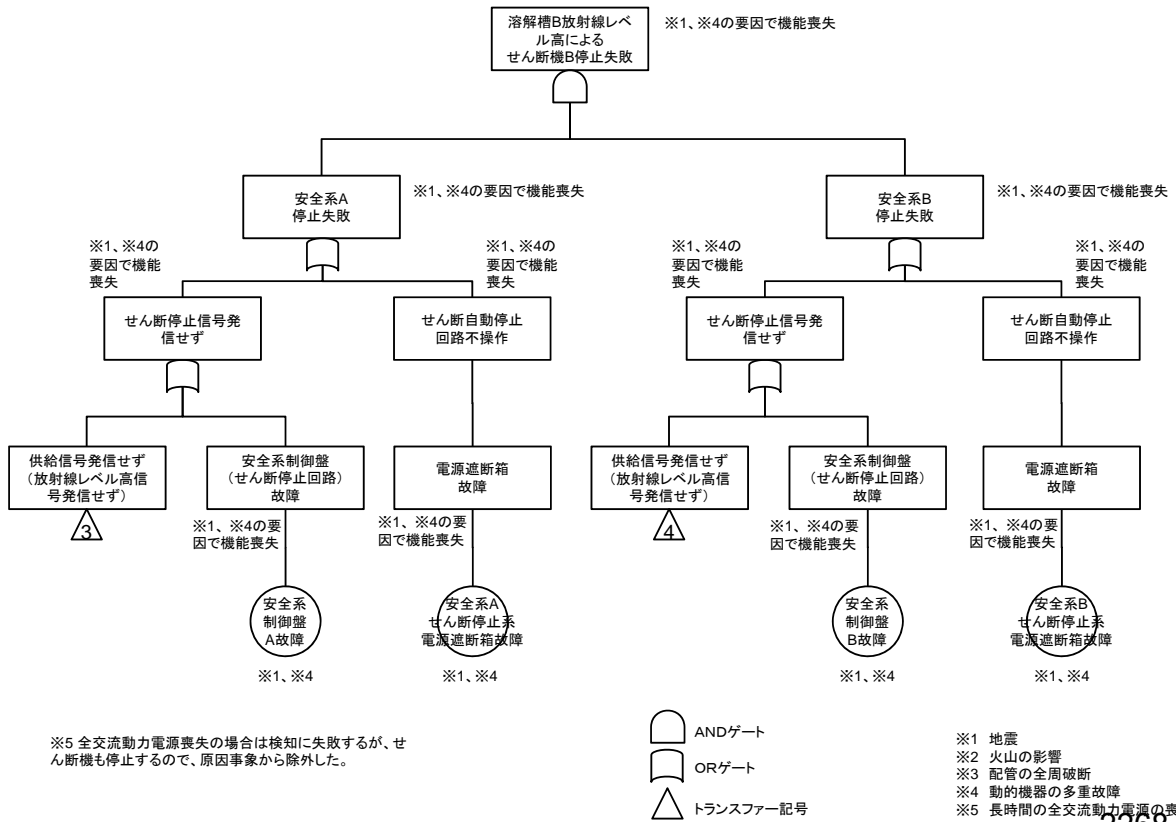 溶解槽B放射線レベ
ル高による
せん断機B停止失敗
※1、※4の要因で機能喪失
安全系A
停止失敗
※1、※4の要因で機能喪失
安全系B
停止失敗
※1、※4の要因で機能喪失
※1、※4の
要因で機能
喪失
※1、※4の
要因で機能
喪失
※1、※4の
要因で機能
喪失
※1、※4の
要因で機能
喪失
せん断停止信号発
信せず
せん断自動停止
回路不操作
せん断停止信号発
信せず
せん断自動停止
回路不操作
供給信号発信せず
(放射線レベル高信
号発信せず)
安全系制御盤
(せん断停止回路)
故障
電源遮断箱
故障
供給信号発信せず
(放射線レベル高信
号発信せず)
安全系制御盤
(せん断停止回路)
故障
電源遮断箱
故障
3
※1、※4の要
因で機能喪失
※1、※4の要
因で機能喪失
4
※1、※4の要
因で機能喪失
※1、※4の要
因で機能喪失
安全系
制御盤
A故障
安全系A
せん断停止系
電源遮断箱故障
安全系
制御盤
B故障
安全系B
せん断停止系
電源遮断箱故障
※1、※4
※1、※4
※1、※4
※1、※4
※5 全交流動力電源喪失の場合は検知に失敗するが、せ
ん断機も停止するので、原因事象から除外した。
ANDゲート
ORゲート
トランスファー記号
※1 地震
※2 火山の影響
※3 配管の全周破断
※4 動的機器の多重故障
※5 長時間の全交流動力電源の喪
2268